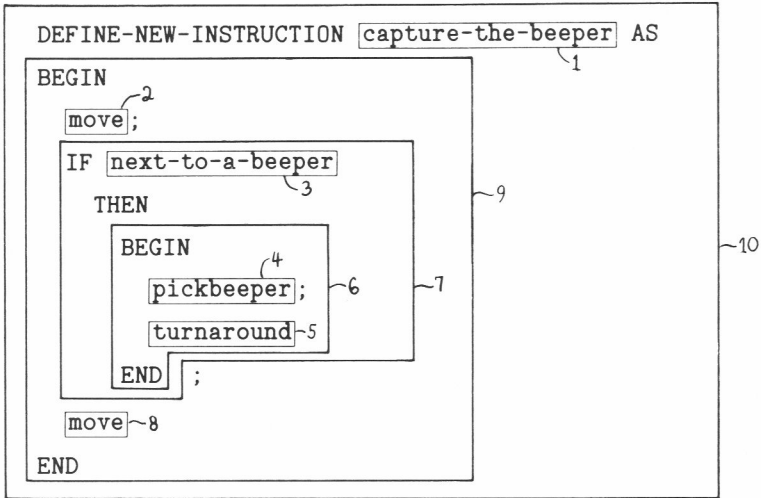 DEFINE-NEW-INSTRUCTION capture-the-beeper AS
1
BEGIN
2
move ;
IF next-to-a-beeper
3
9
THEN
BEGIN
4
10
pickbeeper ;
6
7
turnaround 5
END ;
move 8
END